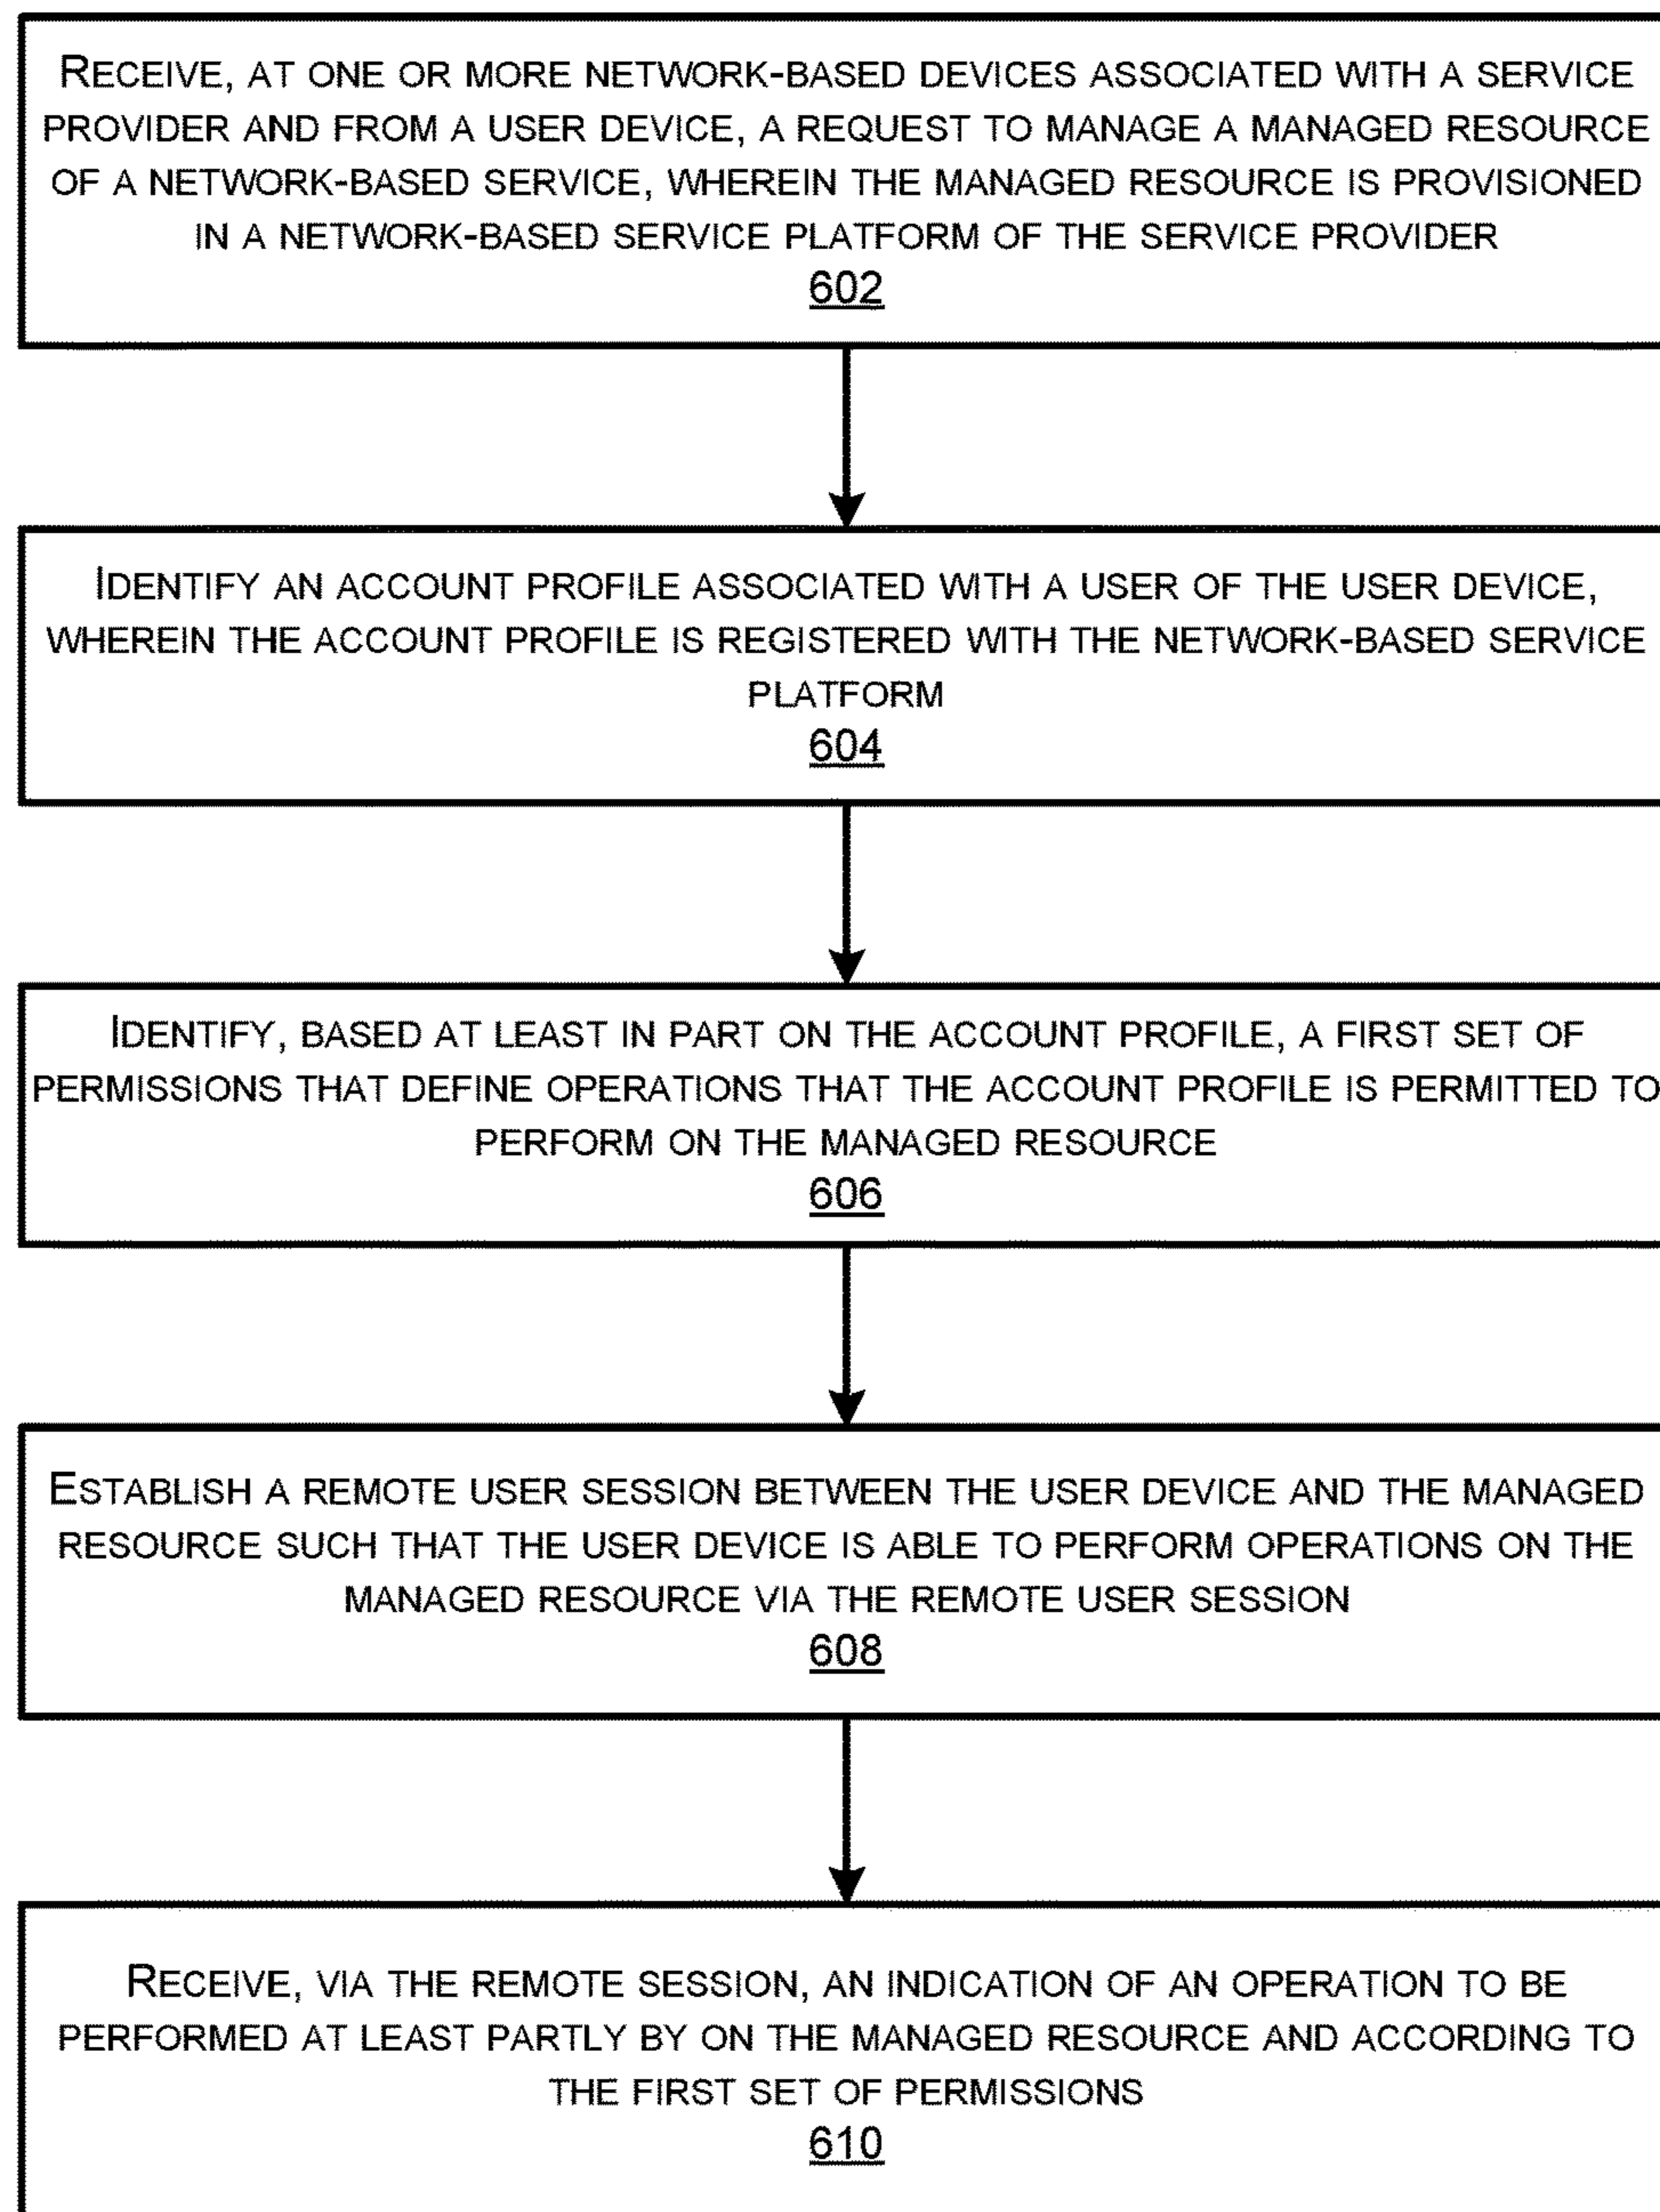 RECEIVE, AT ONE OR MORE NETWORK-BASED DEVICES ASSOCIATED WITH A SERVICE
PROVIDER AND FROM A USER DEVICE, A REQUEST TO MANAGE A MANAGED RESOURCE
OF A NETWORK-BASED SERVICE, WHEREIN THE MANAGED RESOURCE IS PROVISIONED
IN A NETWORK-BASED SERVICE PLATFORM OF THE SERVICE PROVIDER
602
IDENTIFY AN ACCOUNT PROFILE ASSOCIATED WITH A USER OF THE USER DEVICE,
WHEREIN THE ACCOUNT PROFILE IS REGISTERED WITH THE NETWORK-BASED SERVICE
PLATFORM
604
IDENTIFY, BASED AT LEAST IN PART ON THE ACCOUNT PROFILE, A FIRST SET OF
PERMISSIONS THAT DEFINE OPERATIONS THAT THE ACCOUNT PROFILE IS PERMITTED TO
PERFORM ON THE MANAGED RESOURCE
606
ESTABLISH A REMOTE USER SESSION BETWEEN THE USER DEVICE AND THE MANAGED
RESOURCE SUCH THAT THE USER DEVICE IS ABLE TO PERFORM OPERATIONS ON THE
MANAGED RESOURCE VIA THE REMOTE USER SESSION
608
RECEIVE, VIA THE REMOTE SESSION, AN INDICATION OF AN OPERATION TO BE
PERFORMED AT LEAST PARTLY BY ON THE MANAGED RESOURCE AND ACCORDING TO
THE FIRST SET OF PERMISSIONS
610